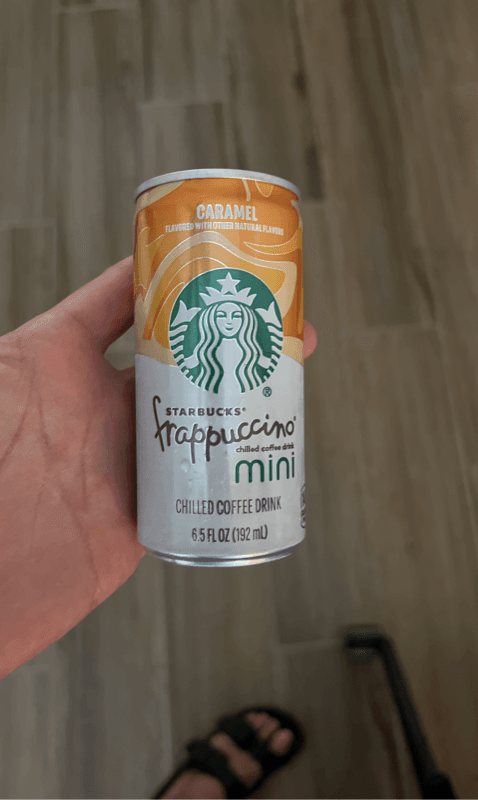 CARAMEL
FLAVORED WITH OTHER NATURAL FLAVORS
®
STARBUCKS®
frappuccino®
chilled coffee drink
mini
CHILLED COFFEE DRINK
6.5 FL OZ (192 mL)